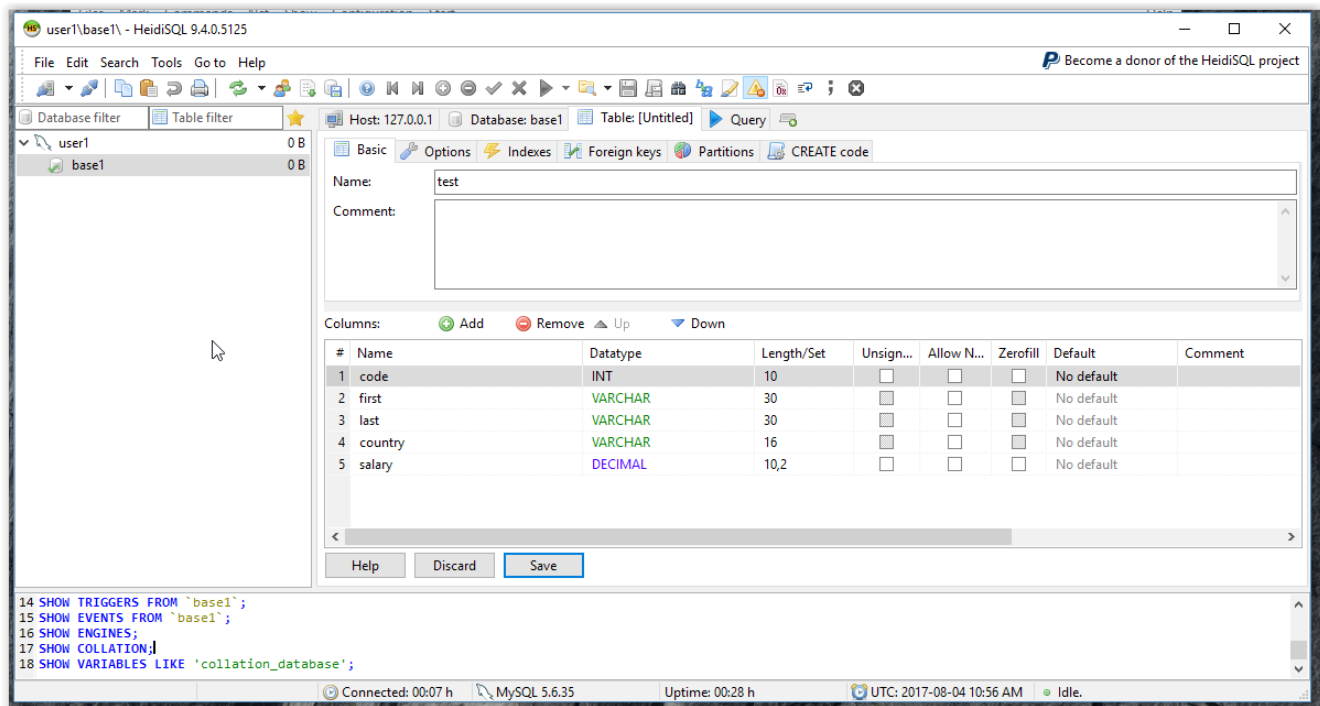 user1\base1\ - HeidiSQL 9.4.0.5125
File Edit Search Tools Go to Help
Become a donor of the HeidiSQL project
Database filter Table filter
Host: 127.0.0.1 Database: base1 Table: [Untitled] Query
user1 0 B
base1 0 B
Basic Options Indexes Foreign keys Partitions CREATE code
Name: test
Comment:
Columns: Add Remove Up Down
# Name Datatype Length/Set Unsign... Allow N... Zerofill Default Comment
1 code INT 10 No default
2 first VARCHAR 30 No default
3 last VARCHAR 30 No default
4 country VARCHAR 16 No default
5 salary DECIMAL 10,2 No default
Help Discard Save
14 SHOW TRIGGERS FROM `base1`;
15 SHOW EVENTS FROM `base1`;
16 SHOW ENGINES;
17 SHOW COLLATION;
18 SHOW VARIABLES LIKE 'collation_database';
Connected: 00:07 h MySQL 5.6.35 Uptime: 00:28 h UTC: 2017-08-04 10:56 AM Idle.